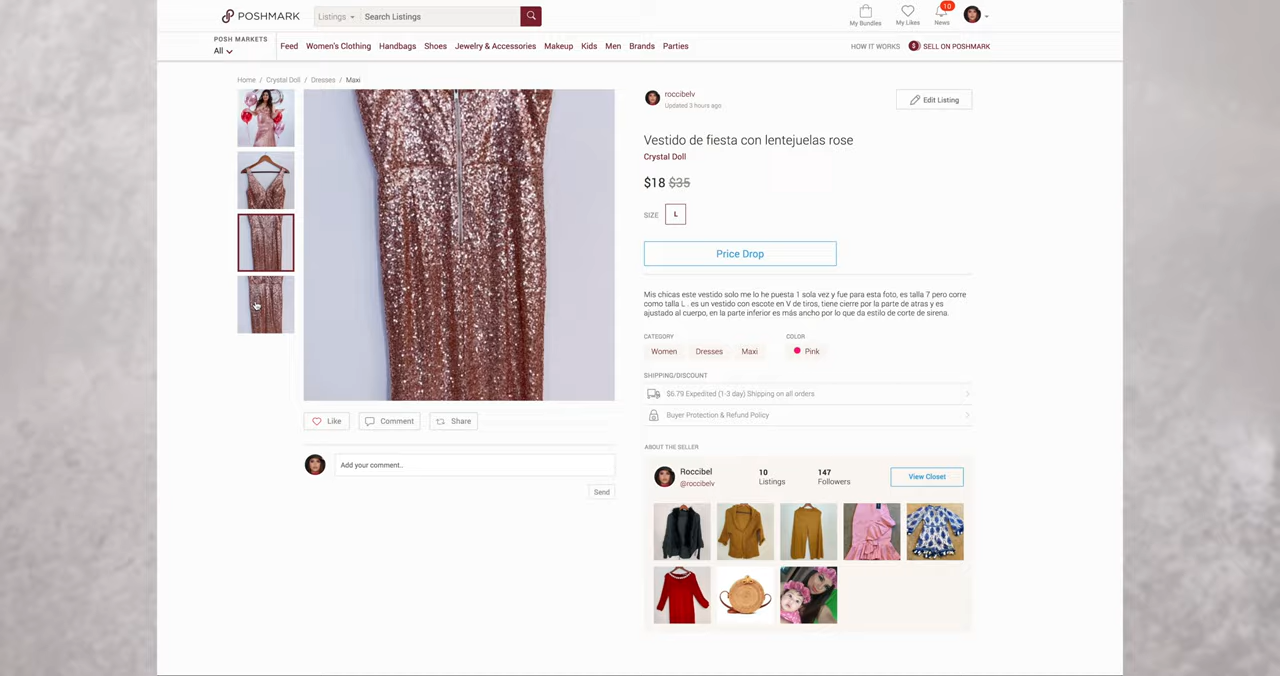 POSHMARK
Listings
Search Listings
My Bundles
My Likes
10
News
POSH MARKETS
All
Feed
Women's Clothing
Handbags
Shoes
Jewelry & Accessories
Makeup
Kids
Men
Brands
Parties
HOW IT WORKS
$
SELL ON POSHMARK
Home / Crystal Doll / Dresses / Maxi
roccibelv
Updated 3 hours ago
Edit Listing
Vestido de fiesta con lentejuelas rose
Crystal Doll
$18 $35
SIZE
L
Price Drop
Mis chicas este vestido solo me lo he puesta 1 sola vez y fue para esta foto, es talla 7 pero corre
como talla L . es un vestido con escote en V de tiros, tiene cierre por la parte de atras y es
ajustado al cuerpo, en la parte inferior es más ancho por lo que da estilo de corte de sirena.
CATEGORY
COLOR
Women
Dresses
Maxi
Pink
SHIPPING/DISCOUNT
$6.79 Expedited (1-3 day) Shipping on all orders
Buyer Protection & Refund Policy
Like
Comment
Share
Add your comment..
Send
ABOUT THE SELLER
Roccibel
@roccibelv
10
Listings
147
Followers
View Closet